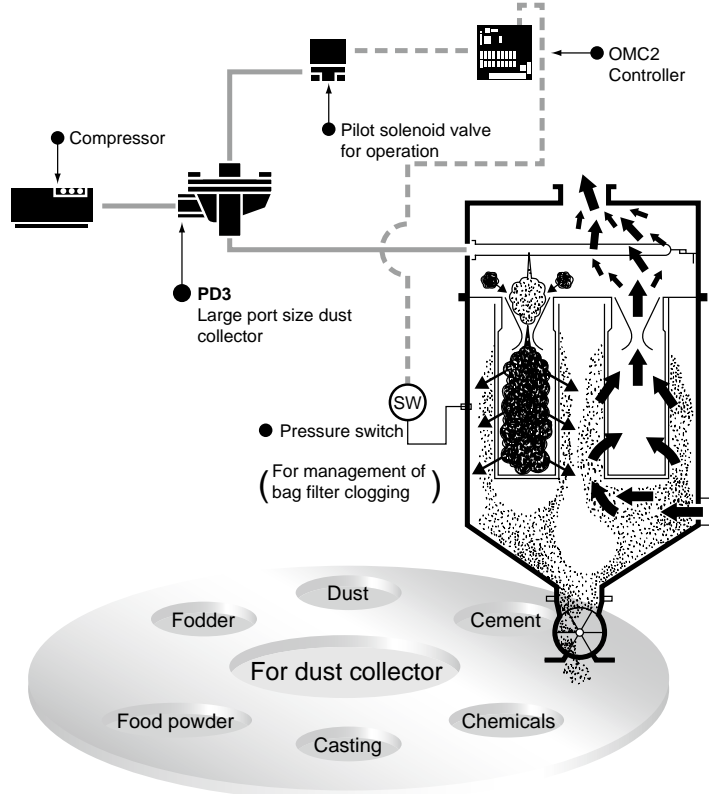 OMC2
Controller
Pilot solenoid valve
for operation
Compressor
PD3
Large port size dust
collector
SW
Pressure switch
(For management of
bag filter clogging)
Dust
Fodder
Cement
For dust collector
Food powder
Chemicals
Casting